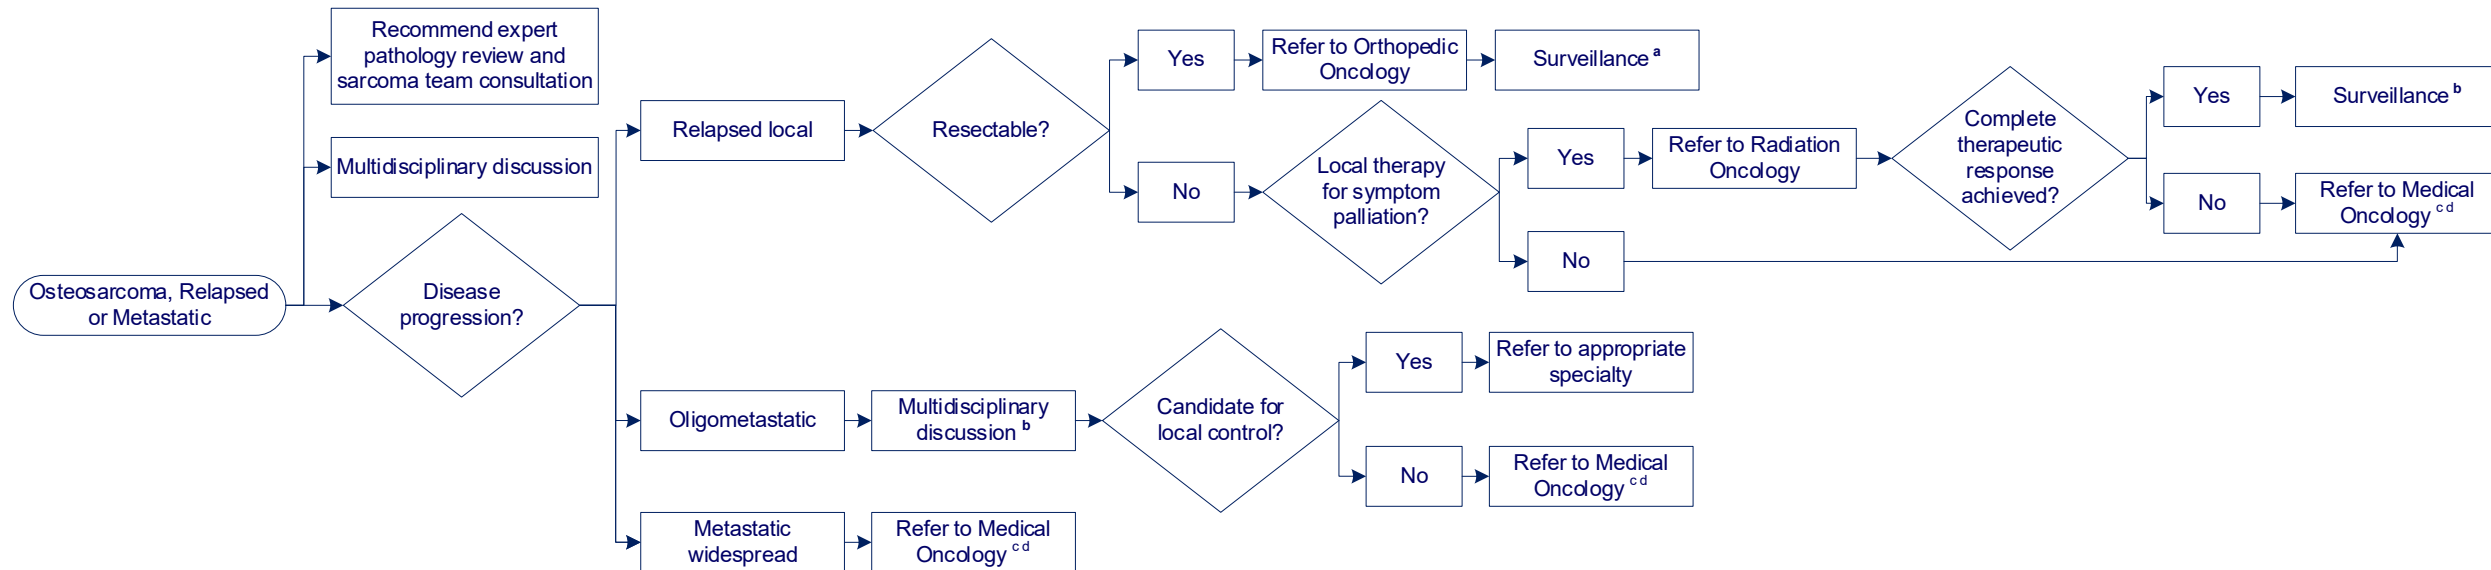 Recommend expert
pathology review and
sarcoma team consultation
Multidisciplinary discussion
Osteosarcoma, Relapsed
or Metastatic
Disease
progression?
Relapsed local
Resectable?
Yes
Refer to Orthopedic
Oncology
Surveillance a
No
Local therapy
for symptom
palliation?
Yes
Refer to Radiation
Oncology
Complete
therapeutic
response
achieved?
Yes
Surveillance b
No
Refer to Medical
Oncology c d
No
Oligometastatic
Multidisciplinary
discussion b
Candidate for
local control?
Yes
Refer to appropriate
specialty
No
Refer to Medical
Oncology c d
Metastatic
widespread
Refer to Medical
Oncology c d